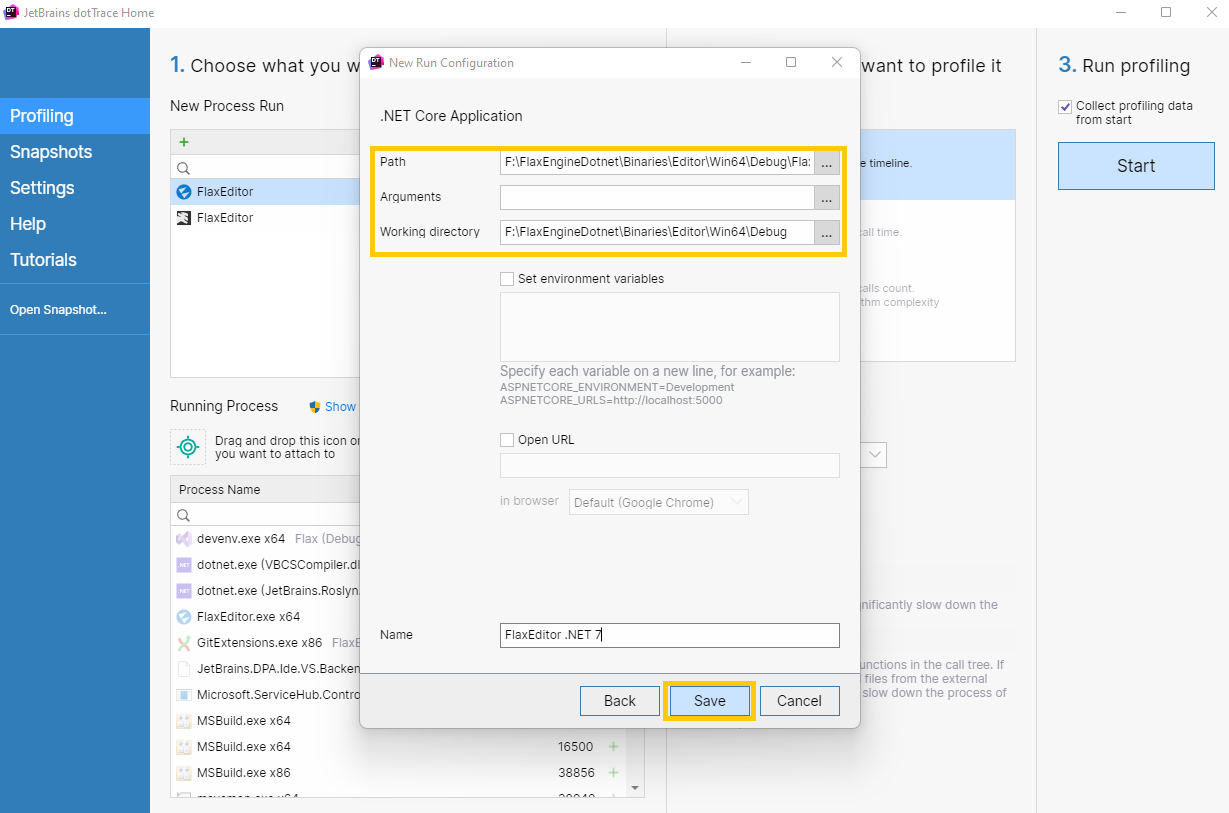 JetBrains dotTrace Home
Profiling
Snapshots
Settings
Help
Tutorials
Open Snapshot...
1. Choose what you w
New Process Run
FlaxEditor
FlaxEditor
Running Process
Show
Drag and drop this icon or
you want to attach to
Process Name
devenv.exe x64 Flax (Debug
dotnet.exe (VBCSCompiler.dl
dotnet.exe (JetBrains.Roslyn.
FlaxEditor.exe x64
GitExtensions.exe x86 FlaxE
JetBrains.DPA.Ide.VS.Backen
Microsoft.ServiceHub.Contro
MSBuild.exe x64
MSBuild.exe x64 16500
MSBuild.exe x86 38856
New Run Configuration
.NET Core Application
Path F:\FlaxEngineDotnet\Binaries\Editor\Win64\Debug\Fla: ...
Arguments ...
Working directory F:\FlaxEngineDotnet\Binaries\Editor\Win64\Debug ...
Set environment variables
Specify each variable on a new line, for example:
ASPNETCORE_ENVIRONMENT=Development
ASPNETCORE_URLS=http://localhost:5000
Open URL
in browser Default (Google Chrome)
Name FlaxEditor .NET 7
Back Save Cancel
want to profile it
e timeline.
call time.
calls count.
thm complexity
nificantly slow down the
unctions in the call tree. If
files from the external
slow down the process of
3. Run profiling
Collect profiling data
from start
Start